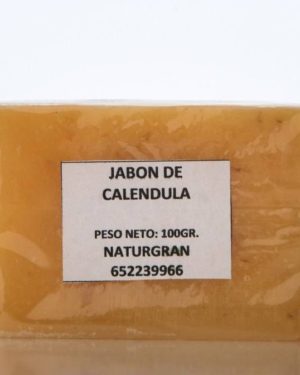 JABON DE
CALENDULA
PESO NETO: 100GR.
NATURGRAN
652239966